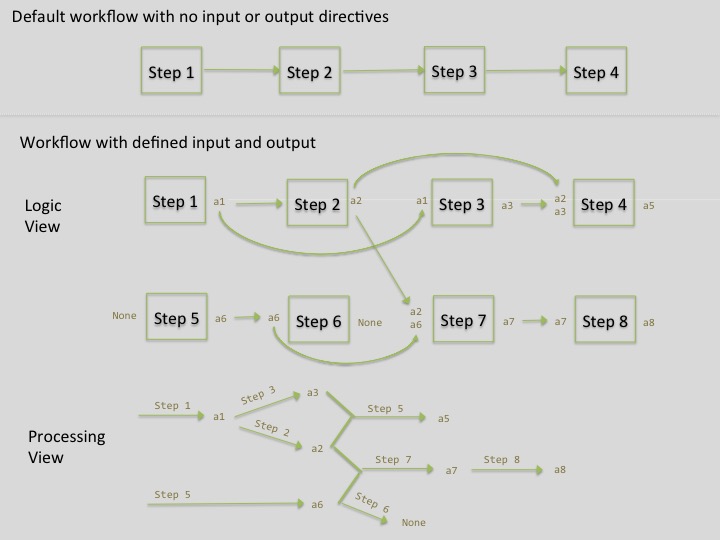 Default workflow with no input or output directives
Step 1 Step 2 Step 3 Step 4
Workflow with defined input and output
Logic
View
Step 1 a1 Step 2 a2 a1 Step 3 a3 a2 a3 Step 4 a5
None Step 5 a6 a6 Step 6 None a2 a6 Step 7 a7 a7 Step 8 a8
Processing
View
Step 1 a1 Step 3 a3 Step 5 a5
Step 2 a2 Step 7 a7 Step 8 a8
Step 5 a6 Step 6 None